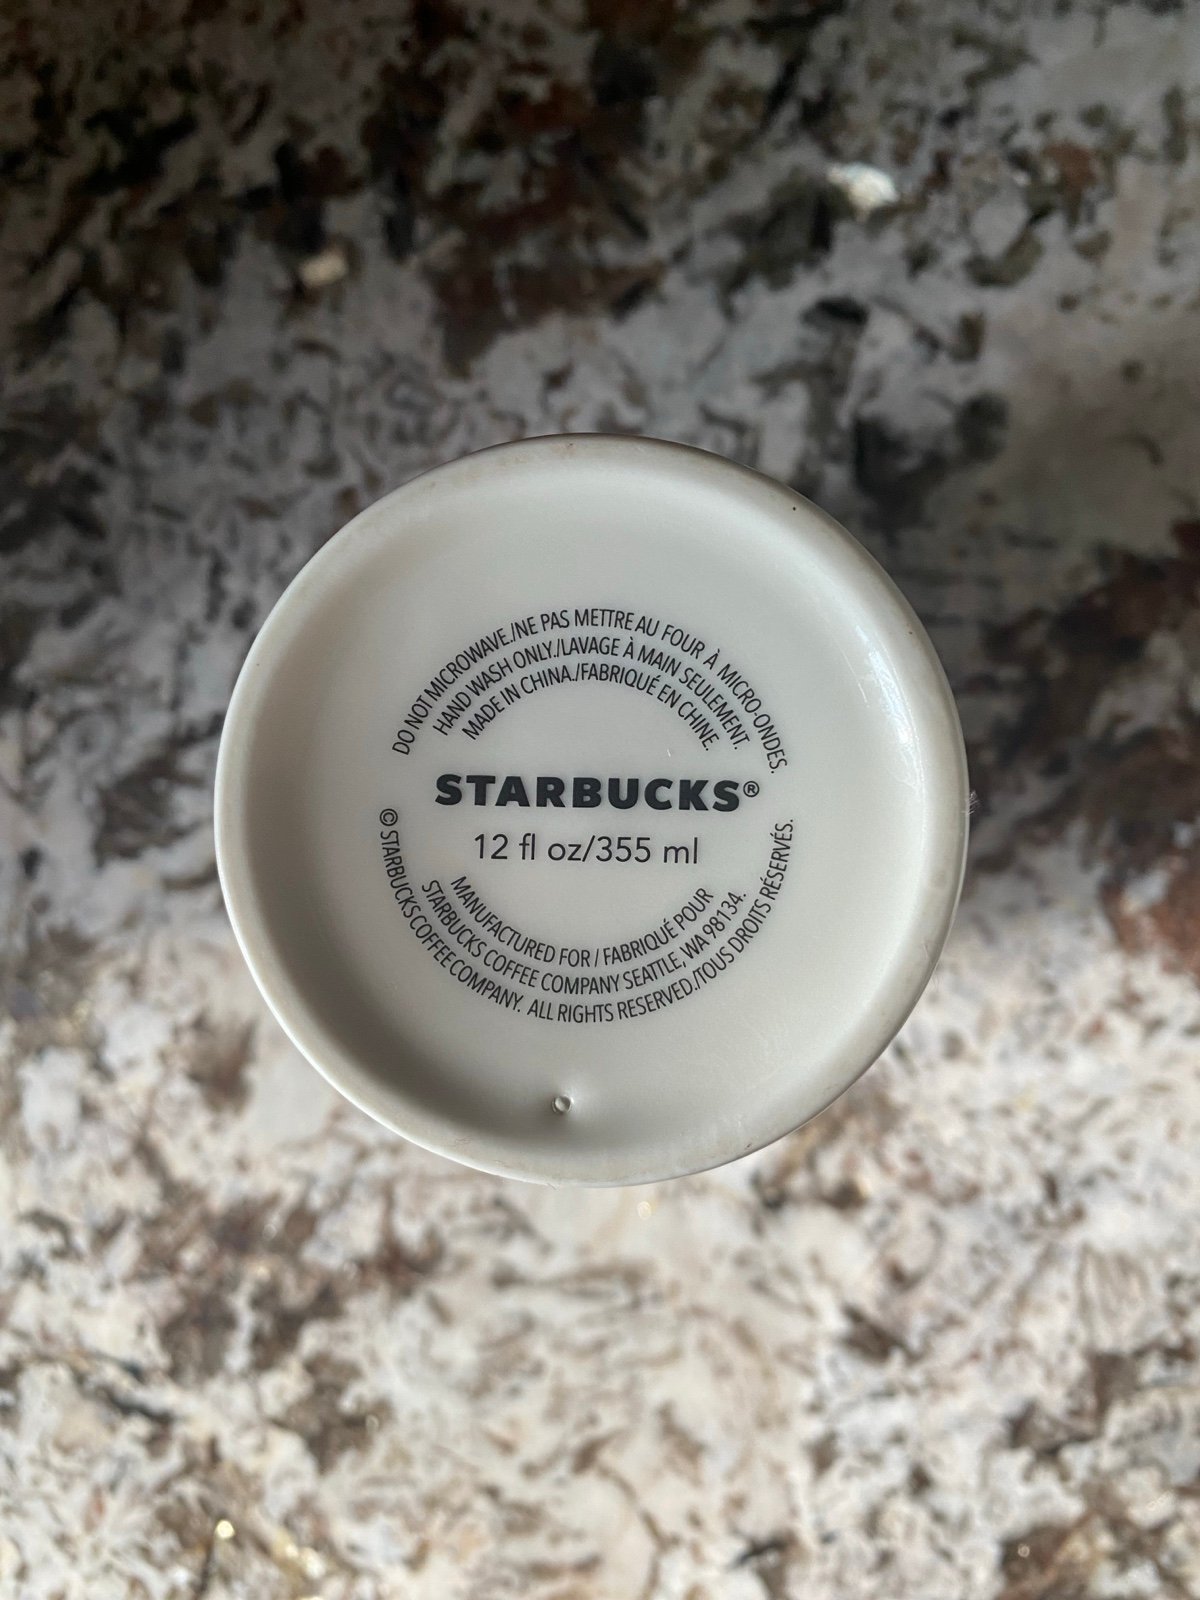 DO NOT MICROWAVE./NE PAS METTRE AU FOUR À MICRO-ONDES.
HAND WASH ONLY./LAVAGE À MAIN SEULEMENT.
MADE IN CHINA./FABRIQUÉ EN CHINE.
STARBUCKS®
12 fl oz/355 ml
MANUFACTURED FOR / FABRIQUÉ POUR
STARBUCKS COFFEE COMPANY SEATTLE, WA 98134.
© STARBUCKS COFFEE COMPANY. ALL RIGHTS RESERVED./TOUS DROITS RÉSERVÉS.